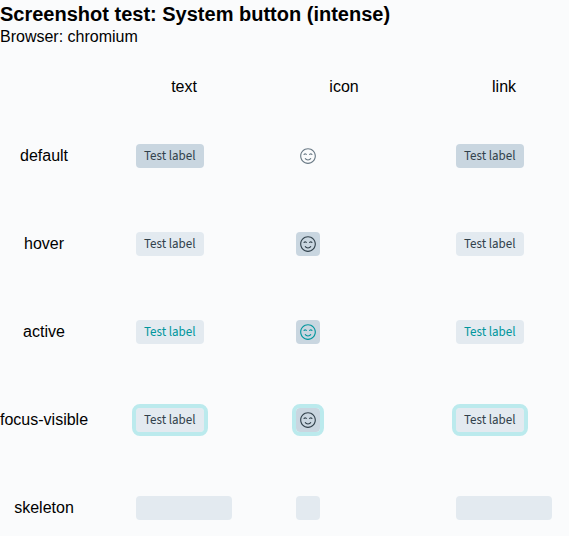 Screenshot test: System button (intense)
Browser: chromium
text icon link
default Test label Test label
hover Test label Test label
active Test label Test label
focus-visible Test label Test label
skeleton